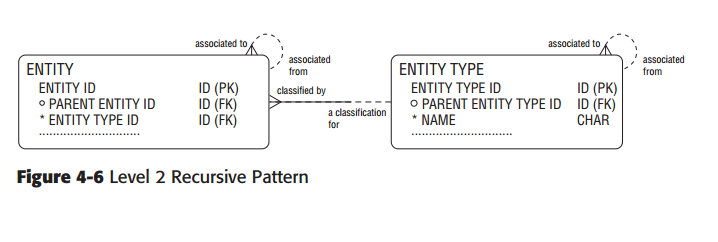 associated to
associated
from
ENTITY
ENTITY ID ID (PK)
PARENT ENTITY ID ID (FK)
* ENTITY TYPE ID ID (FK)
..............................
classified by
a classification
for
associated to
associated
from
ENTITY TYPE
ENTITY TYPE ID ID (PK)
PARENT ENTITY TYPE ID ID (FK)
* NAME CHAR
..............................
Figure 4-6 Level 2 Recursive Pattern